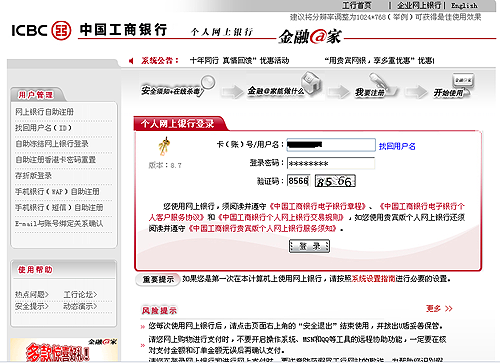 工行首页 | 企业网上银行 | English
建议将分辨率调整为1024*768（举例）可获得最佳使用效果
ICBC 中国工商银行 个人网上银行 金融@家
系统公告： 十年同行 真情回馈"优惠活动 "用贵宾网银，享多重优惠"优惠
安全须知+在线杀毒 金融@家能做什么 我要注册 开始使用
用户管理
网上银行自助注册
找回用户名（ID）
自助冻结网上银行登录
自助注册香港卡密码重置
存折版登录
手机银行（WAP）自助注册
手机银行（短信）自助注册
E-mail与账号绑定关系确认
使用帮助
热点问题> 工行论坛>
安全提示> 动态演示>
金融@家
多款惊喜好礼！
个人网上银行登录
版本：8.7
卡（账）号/用户名： 找回用户名
登录密码： ********
验证码： 8566 8566
您使用网上银行，须阅读并遵守《中国工商银行电子银行章程》、《中国工商银行电子银行个
人客户服务协议》和《中国工商银行个人网上银行交易规则》，如您使用贵宾版个人网上银行还须
阅读并遵守《中国工商银行贵宾版个人网上银行服务须知》。
登 录
重要提示 如果您是第一次在本计算机上使用网上银行，请按照系统设置指南进行必要的设置。
风险提示 更多 >>
您每次使用网上银行后，请点击页面右上角的"安全退出"结束使用，并拔出U盾妥善保管。
请您在网上购物进行支付时，不要开启操作系统、MSN和QQ等工具的远程协助功能，一定要在核
对支付金额和订单金额无误后再确认支付。